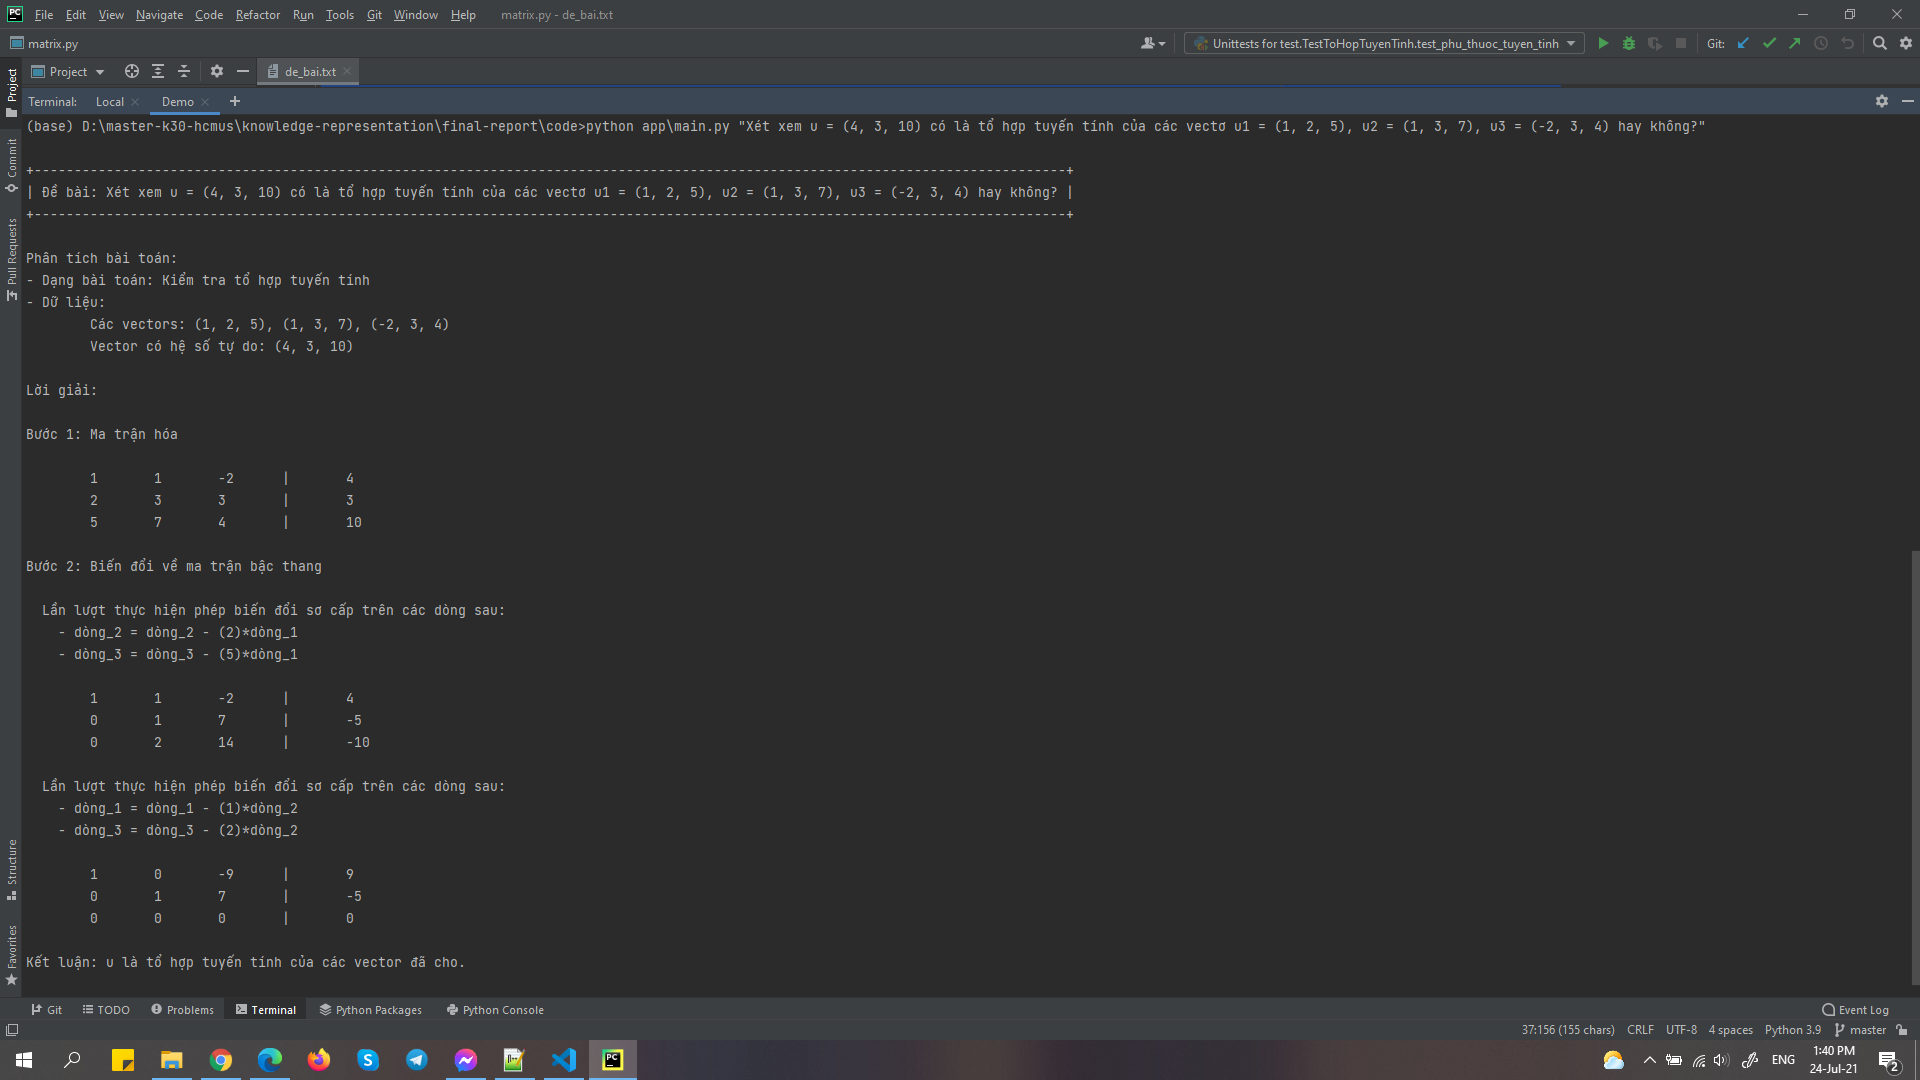 PC File Edit View Navigate Code Refactor Run Tools Git Window Help matrix.py - de_bai.txt
matrix.py
Unittests for test.TestToHopTuyenTinh.test_phu_thuoc_tuyen_tinh
Git:
Project
de_bai.txt
Terminal: Local Demo
(base) D:\master-k30-hcmus\knowledge-representation\final-report\code>python app\main.py "Xét xem u = (4, 3, 10) có là tổ hợp tuyến tính của các vectơ u1 = (1, 2, 5), u2 = (1, 3, 7), u3 = (-2, 3, 4) hay không?"
+---------------------------------------------------------------------------------------------------------------------------------+
| Đề bài: Xét xem u = (4, 3, 10) có là tổ hợp tuyến tính của các vectơ u1 = (1, 2, 5), u2 = (1, 3, 7), u3 = (-2, 3, 4) hay không? |
+---------------------------------------------------------------------------------------------------------------------------------+
Phân tích bài toán:
- Dạng bài toán: Kiểm tra tổ hợp tuyến tính
- Dữ liệu:
Các vectors: (1, 2, 5), (1, 3, 7), (-2, 3, 4)
Vector có hệ số tự do: (4, 3, 10)
Lời giải:
Bước 1: Ma trận hóa
1 1 -2 | 4
2 3 3 | 3
5 7 4 | 10
Bước 2: Biến đổi về ma trận bậc thang
Lần lượt thực hiện phép biến đổi sơ cấp trên các dòng sau:
- dòng_2 = dòng_2 - (2)*dòng_1
- dòng_3 = dòng_3 - (5)*dòng_1
1 1 -2 | 4
0 1 7 | -5
0 2 14 | -10
Lần lượt thực hiện phép biến đổi sơ cấp trên các dòng sau:
- dòng_1 = dòng_1 - (1)*dòng_2
- dòng_3 = dòng_3 - (2)*dòng_2
1 0 -9 | 9
0 1 7 | -5
0 0 0 | 0
Kết luận: u là tổ hợp tuyến tính của các vector đã cho.
Project
Commit
Pull Requests
Structure
Favorites
Git TODO Problems Terminal Python Packages Python Console Event Log
37:156 (155 chars) CRLF UTF-8 4 spaces Python 3.9 master
PC
ENG
1:40 PM
24-Jul-21
2